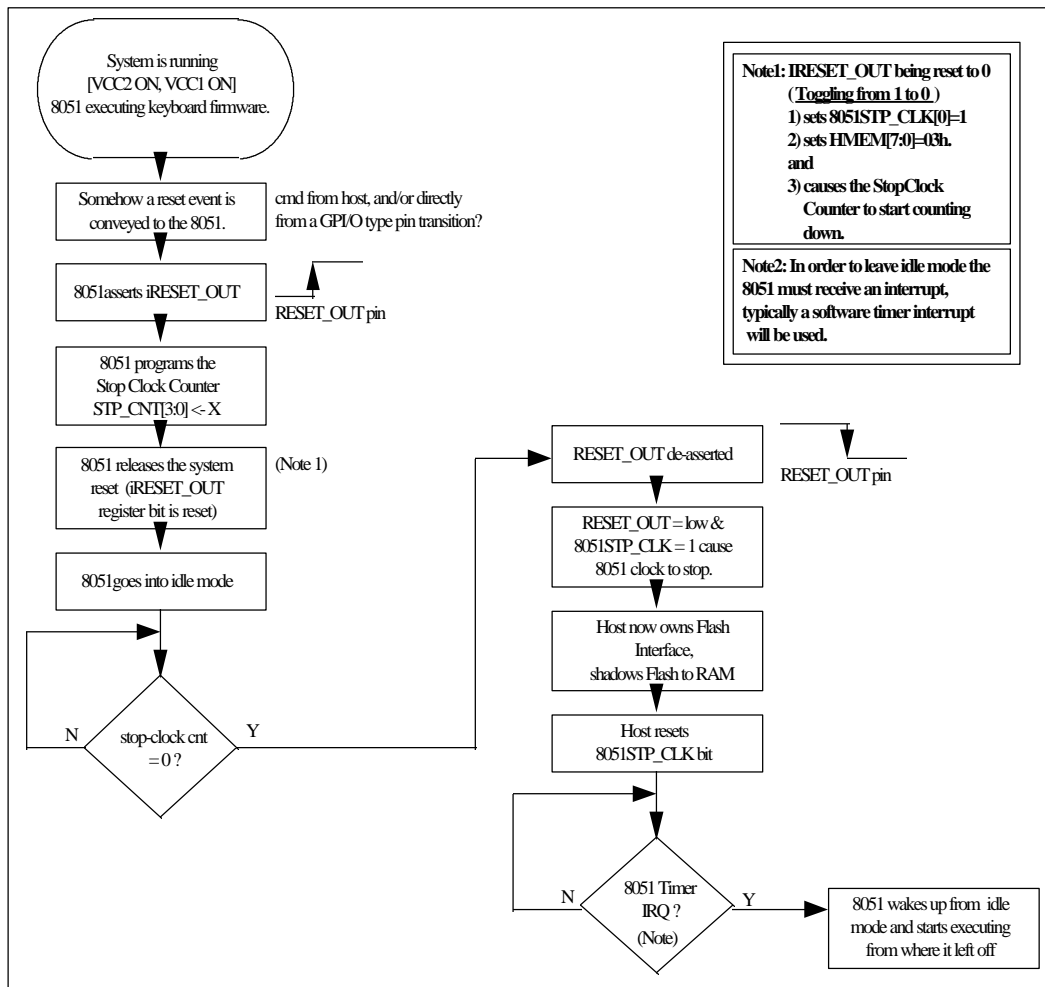 System is running
[VCC2 ON, VCC1 ON]
8051 executing keyboard firmware.
Somehow a reset event is
conveyed to the 8051.
cmd from host, and/or directly
from a GPI/O type pin transition?
8051asserts iRESET_OUT
RESET_OUT pin
8051 programs the
Stop Clock Counter
STP_CNT[3:0] <- X
8051 releases the system
reset (iRESET_OUT
register bit is reset)
(Note 1)
8051goes into idle mode
stop-clock cnt
= 0 ?
N
Y
Note1: IRESET_OUT being reset to 0
( Toggling from 1 to 0 )
1) sets 8051STP_CLK[0]=1
2) sets HMEM[7:0]=03h.
and
3) causes the StopClock
Counter to start counting
down.
Note2: In order to leave idle mode the
8051 must receive an interrupt,
typically a software timer interrupt
will be used.
RESET_OUT de-asserted
RESET_OUT pin
RESET_OUT = low &
8051STP_CLK = 1 cause
8051 clock to stop.
Host now owns Flash
Interface,
shadows Flash to RAM
Host resets
8051STP_CLK bit
8051 Timer
IRQ ?
(Note)
N
Y
8051 wakes up from idle
mode and starts executing
from where it left off